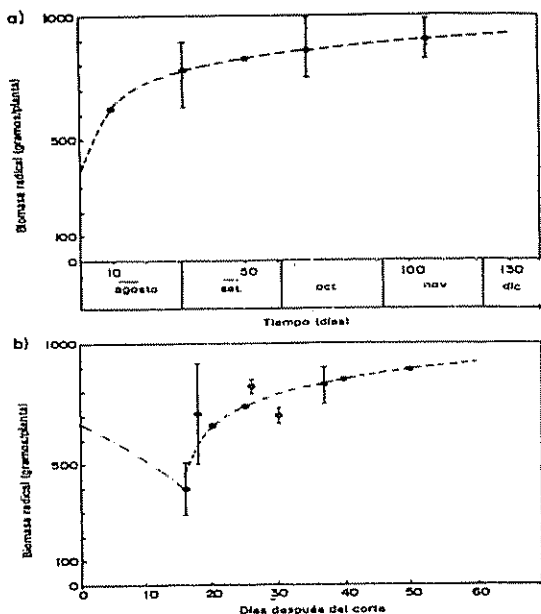 a)
1000
500
100
0
Biomasa radical (gramos/planta)
10 50 100 130
agosto set. oct nov dic
Tiempo (días)
b)
1000
500
100
0
Biomasa radical (gramos/planta)
0 10 20 30 40 50 60
Días después del corte